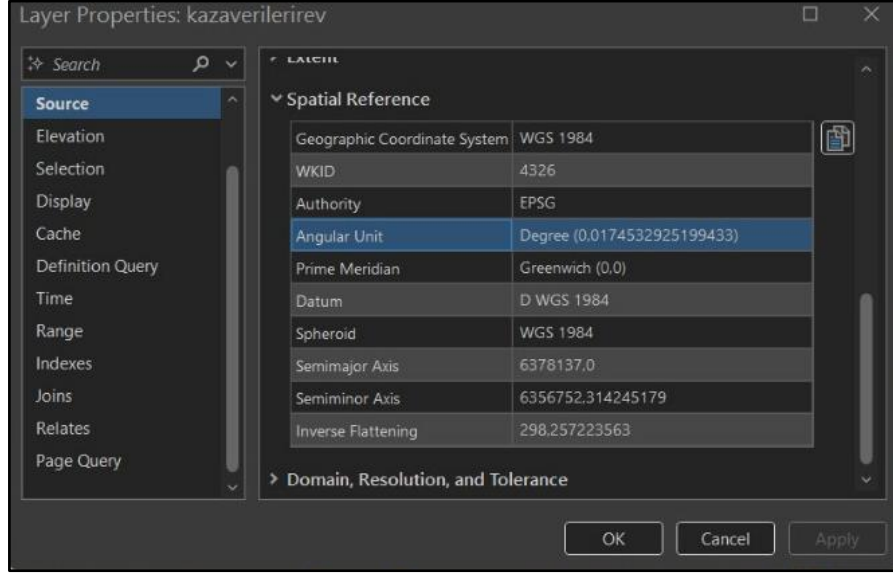 Layer Properties: kazaverilerirev
Search
Source
Elevation
Selection
Display
Cache
Definition Query
Time
Range
Indexes
Joins
Relates
Page Query
Extent
Spatial Reference
Geographic Coordinate System WGS 1984
WKID 4326
Authority EPSG
Angular Unit Degree (0,0174532925199433)
Prime Meridian Greenwich (0,0)
Datum D WGS 1984
Spheroid WGS 1984
Semimajor Axis 6378137,0
Semiminor Axis 6356752,314245179
Inverse Flattening 298,257223563
Domain, Resolution, and Tolerance
OK Cancel Apply